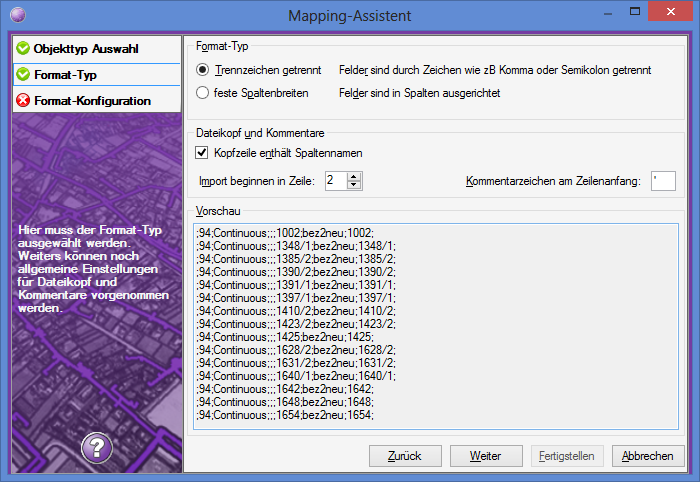 Mapping-Assistent
Objekttyp Auswahl
Format-Typ
Format-Konfiguration
Hier muss der Format-Typ
ausgewählt werden.
Weiters können noch
allgemeine Einstellungen
für Dateikopf und
Kommentare vorgenommen
werden.
?
Format-Typ
Trennzeichen getrennt Felder sind durch Zeichen wie zB Komma oder Semikolon getrennt
feste Spaltenbreiten Felder sind in Spalten ausgerichtet
Dateikopf und Kommentare
Kopfzeile enthält Spaltennamen
Import beginnen in Zeile: 2 Kommentarzeichen am Zeilenanfang: '
Vorschau
;94;Continuous;;;1002;bez2neu;1002;
;94;Continuous;;;1348/1;bez2neu;1348/1;
;94;Continuous;;;1385/2;bez2neu;1385/2;
;94;Continuous;;;1390/2;bez2neu;1390/2;
;94;Continuous;;;1391/1;bez2neu;1391/1;
;94;Continuous;;;1397/1;bez2neu;1397/1;
;94;Continuous;;;1410/2;bez2neu;1410/2;
;94;Continuous;;;1423/2;bez2neu;1423/2;
;94;Continuous;;;1425;bez2neu;1425;
;94;Continuous;;;1628/2;bez2neu;1628/2;
;94;Continuous;;;1631/2;bez2neu;1631/2;
;94;Continuous;;;1640/1;bez2neu;1640/1;
;94;Continuous;;;1642;bez2neu;1642;
;94;Continuous;;;1648;bez2neu;1648;
;94;Continuous;;;1654;bez2neu;1654;
Zurück Weiter Fertigstellen Abbrechen